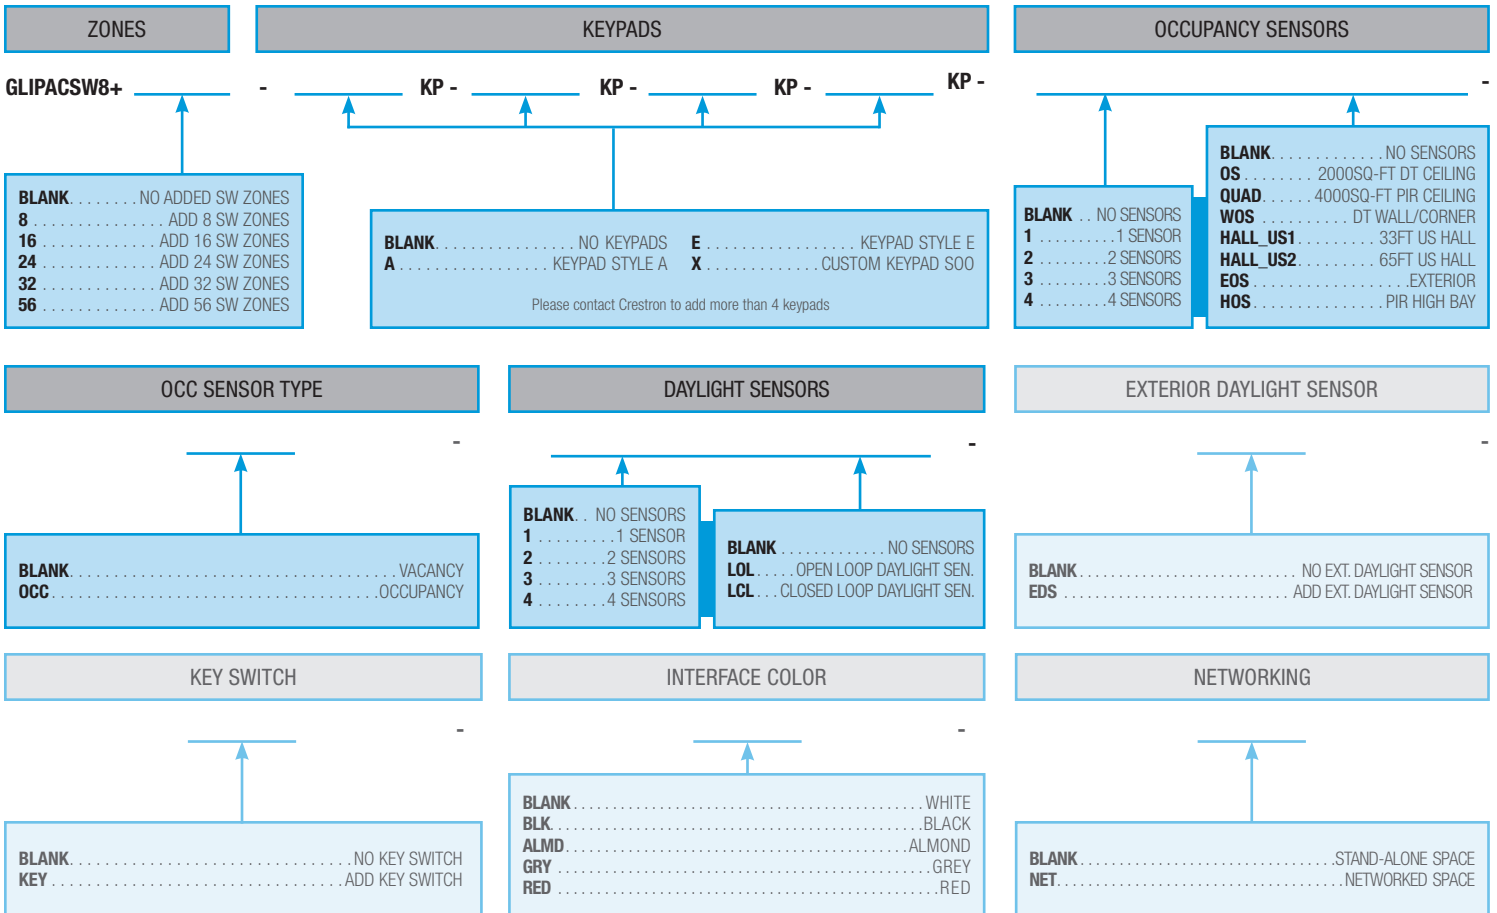 ZONES
KEYPADS
OCCUPANCY SENSORS
GLIPACSW8+ - KP - KP - KP - KP - -
BLANK. . . . . . . . NO ADDED SW ZONES
8 . . . . . . . . . . . . . . ADD 8 SW ZONES
16 . . . . . . . . . . . . . ADD 16 SW ZONES
24 . . . . . . . . . . . . . ADD 24 SW ZONES
32 . . . . . . . . . . . . . ADD 32 SW ZONES
56 . . . . . . . . . . . . . ADD 56 SW ZONES
BLANK. . . . . . . . . . . . . . . NO KEYPADS
A . . . . . . . . . . . . . . . . KEYPAD STYLE A
E . . . . . . . . . . . . . . . . KEYPAD STYLE E
X . . . . . . . . . . . . CUSTOM KEYPAD SOO
Please contact Crestron to add more than 4 keypads
BLANK . . NO SENSORS
1 . . . . . . . . . .1 SENSOR
2 . . . . . . . . .2 SENSORS
3 . . . . . . . . .3 SENSORS
4 . . . . . . . . .4 SENSORS
BLANK. . . . . . . . . . . . . NO SENSORS
OS . . . . . . . . 2000SQ-FT DT CEILING
QUAD. . . . . . 4000SQ-FT PIR CEILING
WOS . . . . . . . . . . DT WALL/CORNER
HALL_US1. . . . . . . . . 33FT US HALL
HALL_US2. . . . . . . . . 65FT US HALL
EOS . . . . . . . . . . . . . . . . .EXTERIOR
HOS. . . . . . . . . . . . . . PIR HIGH BAY
OCC SENSOR TYPE
-
BLANK. . . . . . . . . . . . . . . . . . . . . . . . . . . . . . . . . . . VACANCY
OCC . . . . . . . . . . . . . . . . . . . . . . . . . . . . . . . . . . .OCCUPANCY
DAYLIGHT SENSORS
-
BLANK. . NO SENSORS
1 . . . . . . . . .1 SENSOR
2 . . . . . . . .2 SENSORS
3 . . . . . . . .3 SENSORS
4 . . . . . . . .4 SENSORS
BLANK . . . . . . . . . . . . . NO SENSORS
LOL . . . . .OPEN LOOP DAYLIGHT SEN.
LCL . . . CLOSED LOOP DAYLIGHT SEN.
EXTERIOR DAYLIGHT SENSOR
-
BLANK . . . . . . . . . . . . . . . . . . . . . . . . NO EXT. DAYLIGHT SENSOR
EDS . . . . . . . . . . . . . . . . . . . . . . . . . ADD EXT. DAYLIGHT SENSOR
KEY SWITCH
-
BLANK. . . . . . . . . . . . . . . . . . . . . . . . . . . . . .NO KEY SWITCH
KEY . . . . . . . . . . . . . . . . . . . . . . . . . . . . . . . ADD KEY SWITCH
INTERFACE COLOR
-
BLANK . . . . . . . . . . . . . . . . . . . . . . . . . . . . . . . . . . . . . . WHITE
BLK. . . . . . . . . . . . . . . . . . . . . . . . . . . . . . . . . . . . . . . .BLACK
ALMD. . . . . . . . . . . . . . . . . . . . . . . . . . . . . . . . . . . . .ALMOND
GRY . . . . . . . . . . . . . . . . . . . . . . . . . . . . . . . . . . . . . . . . GREY
RED . . . . . . . . . . . . . . . . . . . . . . . . . . . . . . . . . . . . . . . . .RED
NETWORKING
BLANK . . . . . . . . . . . . . . . . . . . . . . . . . . .STAND-ALONE SPACE
NET. . . . . . . . . . . . . . . . . . . . . . . . . . . . . . .NETWORKED SPACE